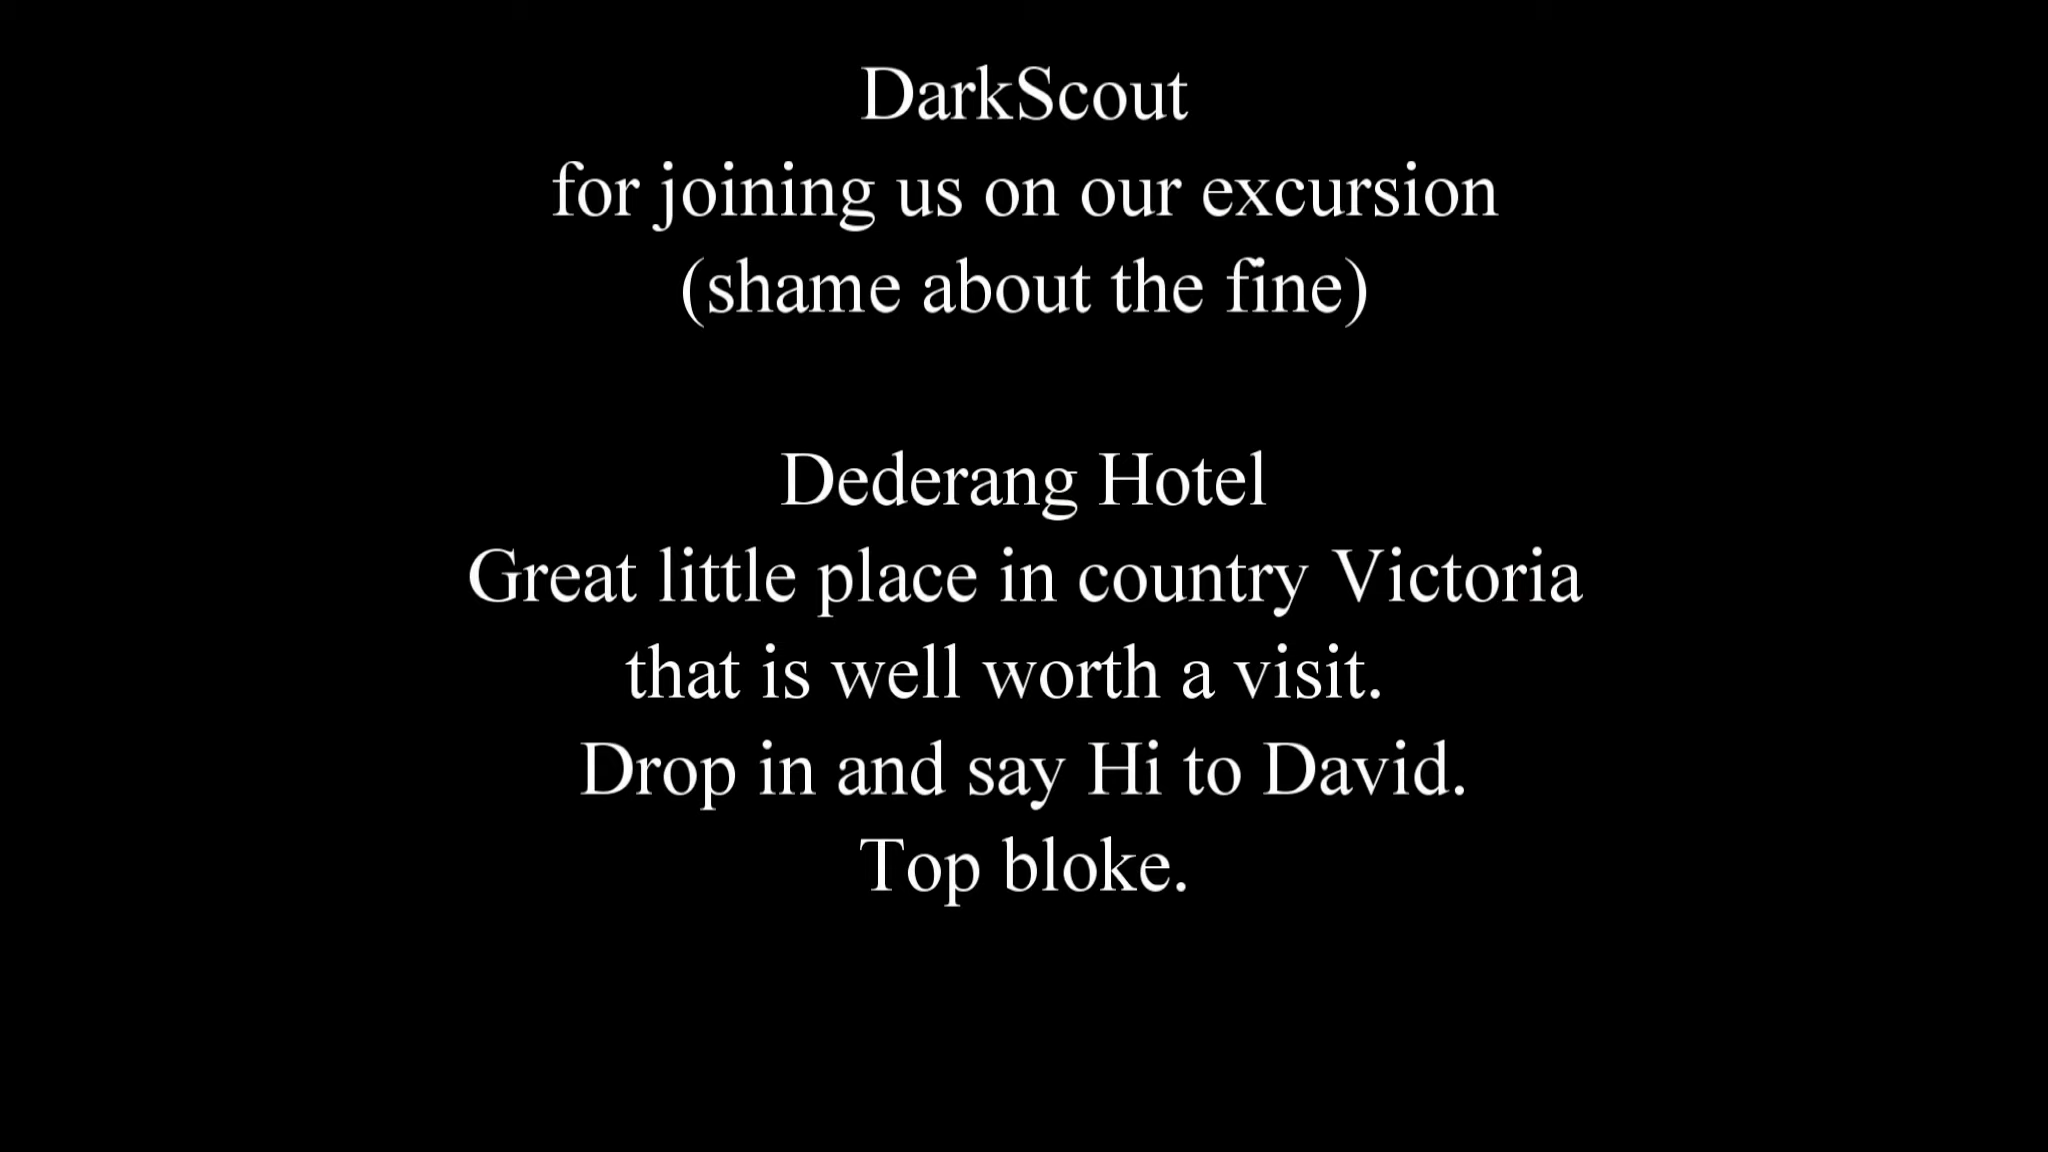 DarkScout
for joining us on our excursion
(shame about the fine)
Dederang Hotel
Great little place in country Victoria
that is well worth a visit.
Drop in and say Hi to David.
Top bloke.